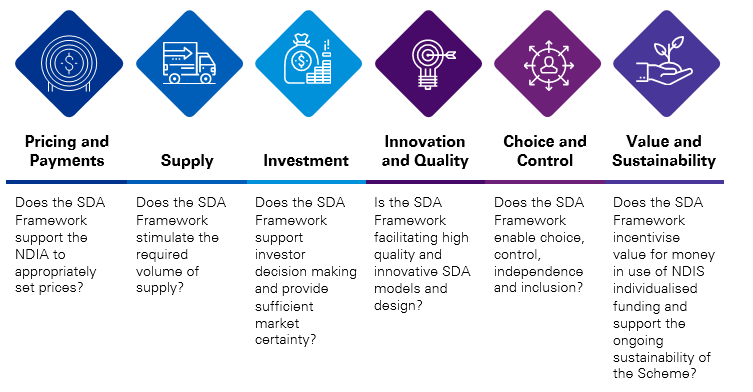 Pricing and
Payments
Does the SDA
Framework
support the
NDIA to
appropriately
set prices?
Supply
Does the SDA
Framework
stimulate the
required
volume of
supply?
Investment
Does the SDA
Framework
support
investor
decision making
and provide
sufficient
market
certainty?
Innovation
and Quality
Is the SDA
Framework
facilitating high
quality and
innovative SDA
models and
design?
Choice and
Control
Does the SDA
Framework
enable choice,
control,
independence
and inclusion?
Value and
Sustainability
Does the SDA
Framework
incentivise
value for money
in use of NDIS
individualised
funding and
support the
ongoing
sustainability of
the Scheme?